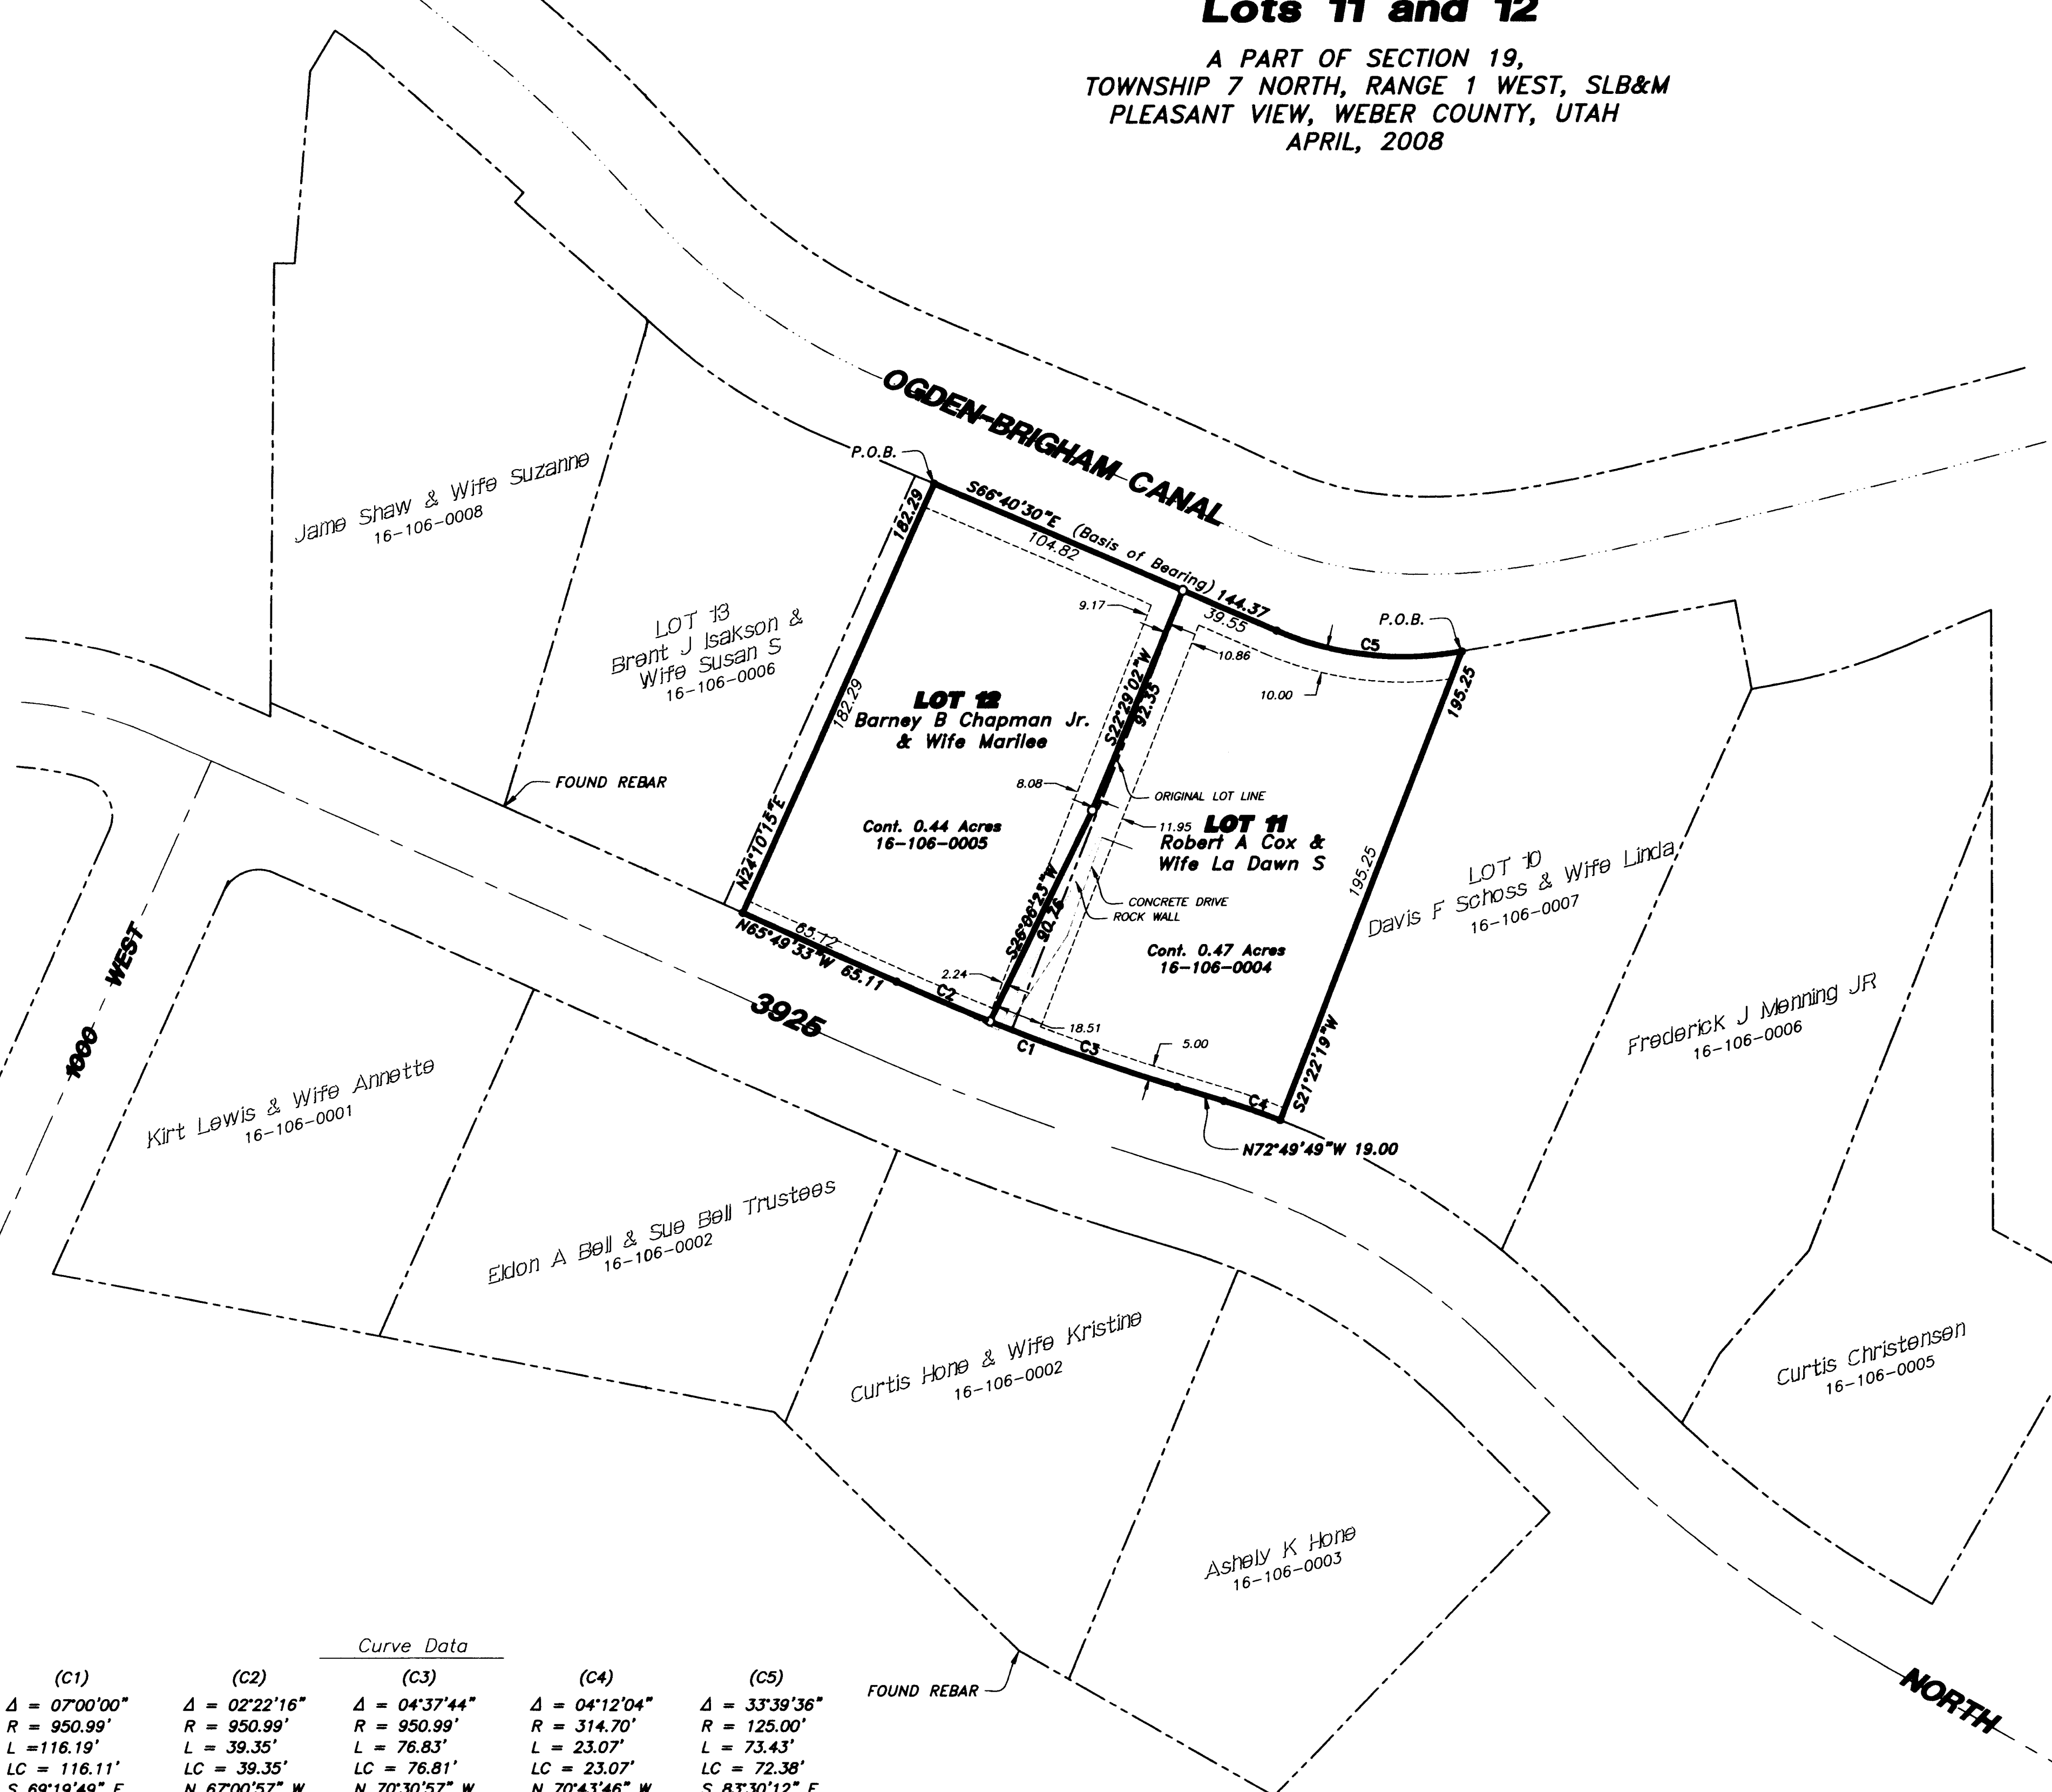 Lots 11 and 12
A PART OF SECTION 19,
TOWNSHIP 7 NORTH, RANGE 1 WEST, SLB&M
PLEASANT VIEW, WEBER COUNTY, UTAH
APRIL, 2008
OGDEN-BRIGHAM CANAL
P.O.B.
S66°40'30"E (Basis of Bearing) 144.37
104.82
39.55
C5
P.O.B.
182.29
182.29
N24°10'15"E
Jame Shaw & Wife Suzanne
16-106-0008
LOT 13
Brent J Isakson &
Wife Susan S
16-106-0006
FOUND REBAR
LOT 12
Barney B Chapman Jr.
& Wife Marilee
Cont. 0.44 Acres
16-106-0005
9.17
10.86
10.00
S22°29'02"W
92.35
8.08
ORIGINAL LOT LINE
11.95
LOT 11
Robert A Cox &
Wife La Dawn S
CONCRETE DRIVE
ROCK WALL
Cont. 0.47 Acres
16-106-0004
S26°06'23"W
90.76
195.25
195.25
S21°22'19"W
LOT 10
Davis F Schoss & Wife Linda
16-106-0007
Frederick J Menning JR
16-106-0006
65.12
N65°49'33"W 65.11
C2
2.24
18.51
C1
C3
5.00
C4
N72°49'49"W 19.00
3925
1000 WEST
Kirt Lewis & Wife Annette
16-106-0001
Eldon A Bell & Sue Bell Trustees
16-106-0002
Curtis Hone & Wife Kristine
16-106-0002
Curtis Christensen
16-106-0005
Ashely K Hone
16-106-0003
FOUND REBAR
NORTH
Curve Data
(C1) (C2) (C3) (C4) (C5)
Δ = 07°00'00" Δ = 02°22'16" Δ = 04°37'44" Δ = 04°12'04" Δ = 33°39'36"
R = 950.99' R = 950.99' R = 950.99' R = 314.70' R = 125.00'
L =116.19' L = 39.35' L = 76.83' L = 23.07' L = 73.43'
LC = 116.11' LC = 39.35' LC = 76.81' LC = 23.07' LC = 72.38'
S 69°19'49" E N 67°00'57" W N 70°30'57" W N 70°43'46" W S 83°30'12" E